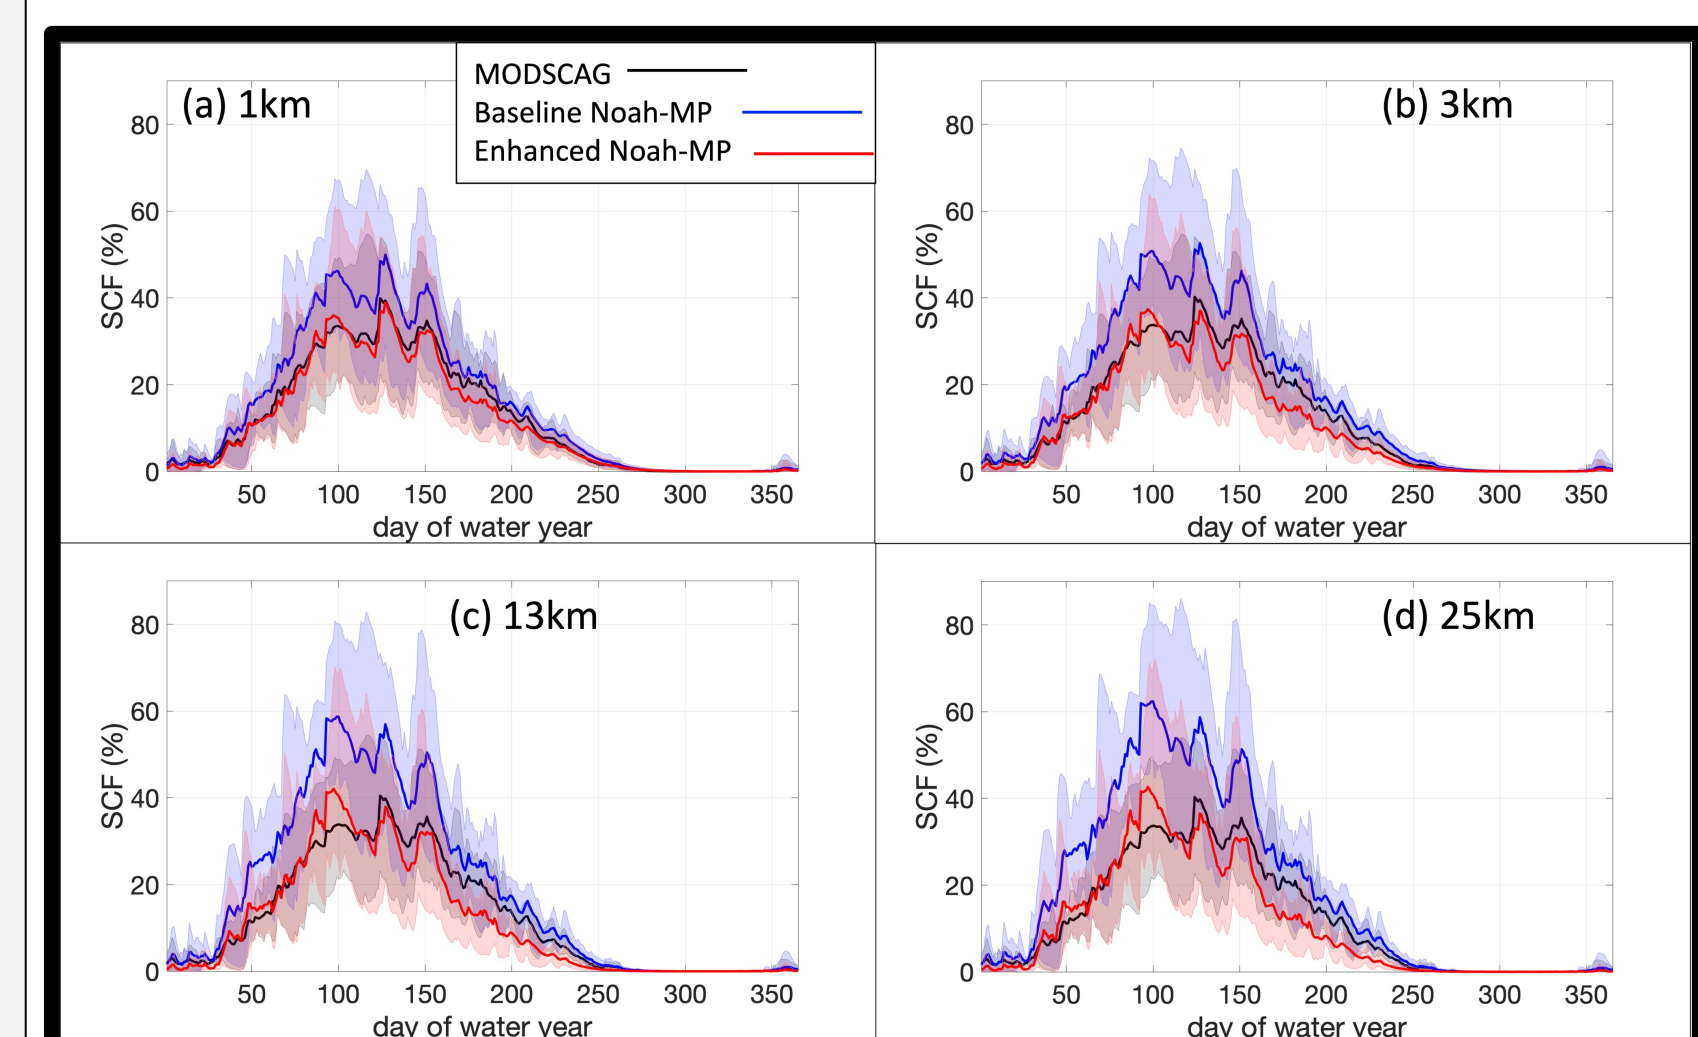 (a) 1km
MODSCAG
Baseline Noah-MP
Enhanced Noah-MP
SCF (%)
80
60
40
20
0
50 100 150 200 250 300 350
day of water year
(b) 3km
SCF (%)
80
60
40
20
0
50 100 150 200 250 300 350
day of water year
(c) 13km
SCF (%)
80
60
40
20
0
50 100 150 200 250 300 350
day of water year
(d) 25km
SCF (%)
80
60
40
20
0
50 100 150 200 250 300 350
day of water year